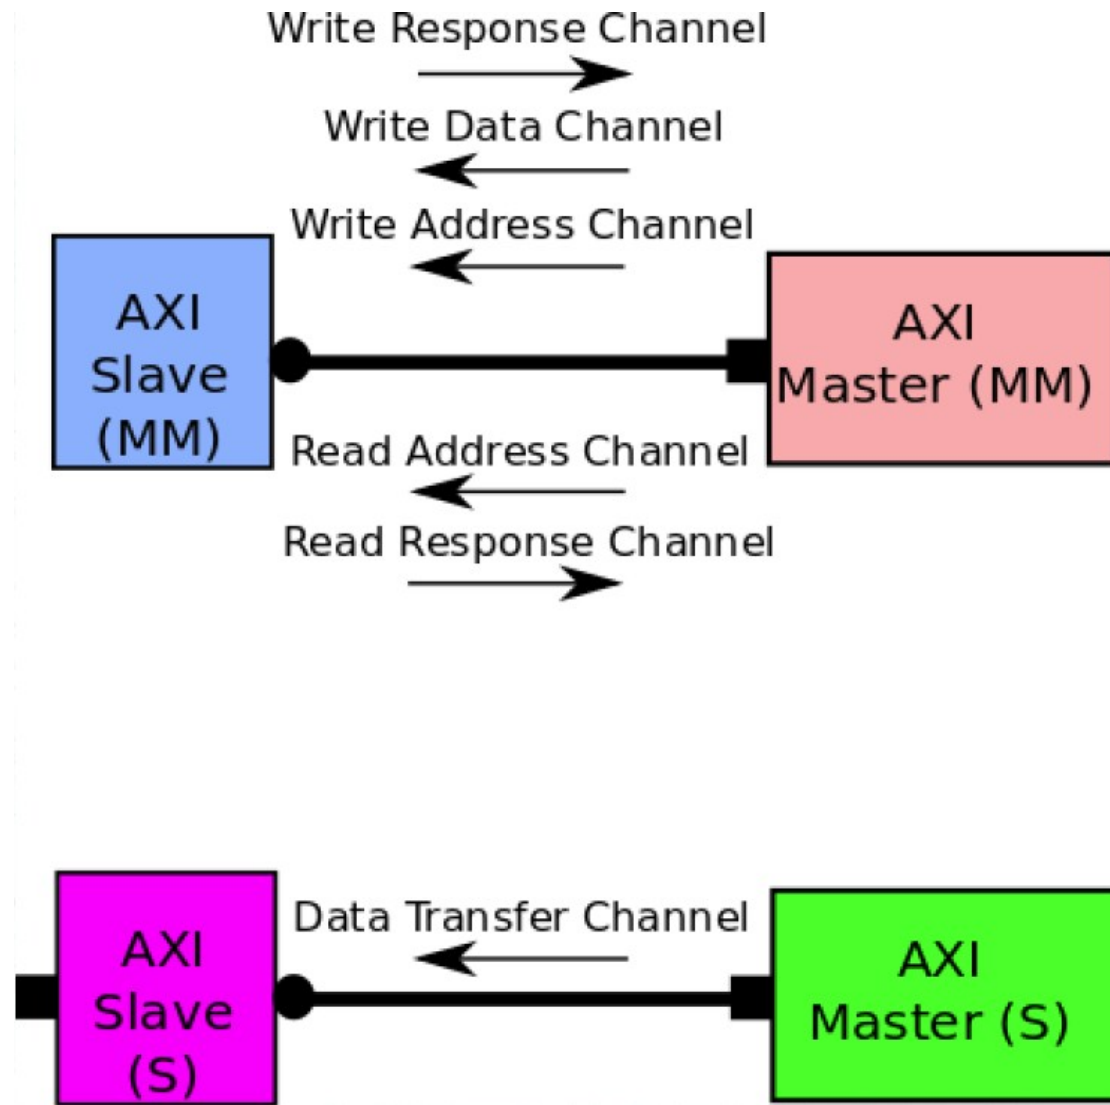 Write Response Channel
Write Data Channel
Write Address Channel
AXI
Slave
(MM)
AXI
Master (MM)
Read Address Channel
Read Response Channel
AXI
Slave
(S)
Data Transfer Channel
AXI
Master (S)